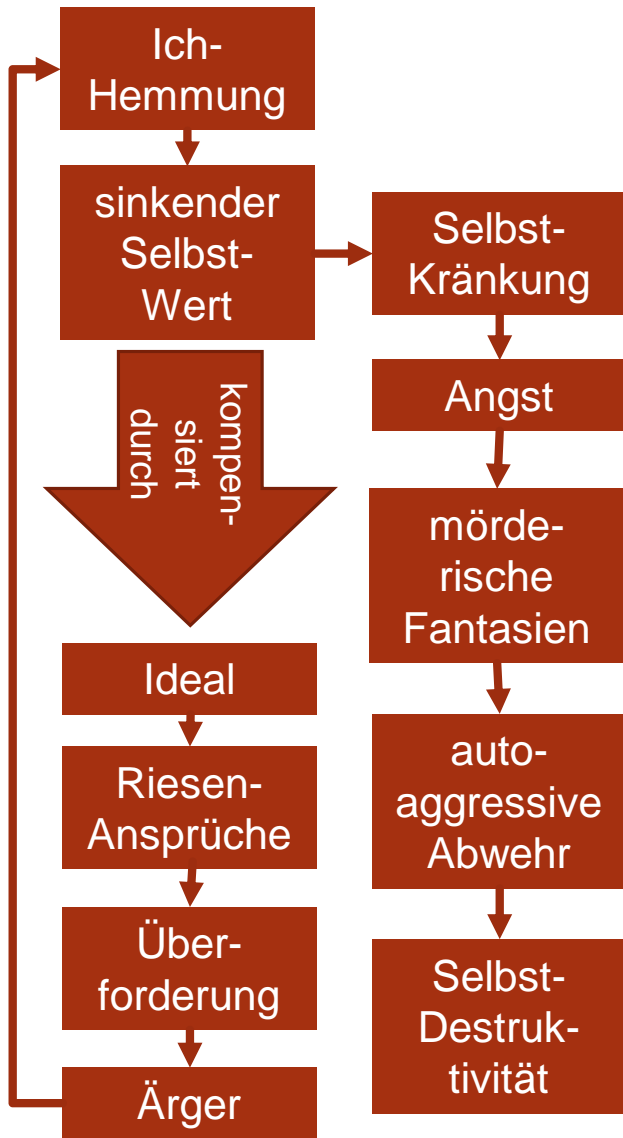 Ich-
Hemmung
sinkender
Selbst-
Wert
kompen-
siert
durch
Ideal
Riesen-
Ansprüche
Über-
forderung
Ärger
Selbst-
Kränkung
Angst
mörde-
rische
Fantasien
auto-
aggressive
Abwehr
Selbst-
Destruk-
tivität